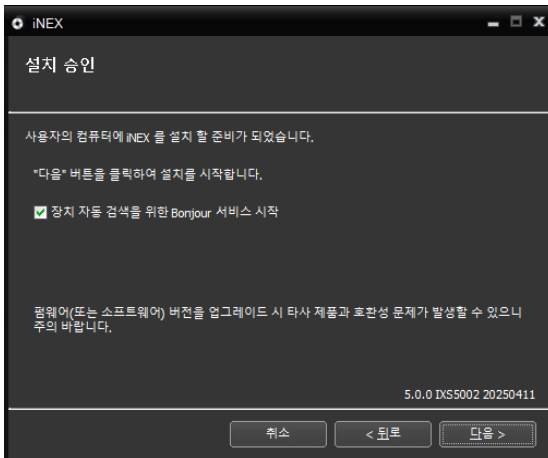 iNEX
설치 승인
사용자의 컴퓨터에 iNEX 를 설치 할 준비가 되었습니다.
"다음" 버튼을 클릭하여 설치를 시작합니다.
장치 자동 검색을 위한 Bonjour 서비스 시작
펌웨어(또는 소프트웨어) 버전을 업그레이드 시 타사 제품과 호환성 문제가 발생할 수 있으니
주의 바랍니다.
5.0.0 IXS5002 20250411
취소 < 뒤로 다음 >